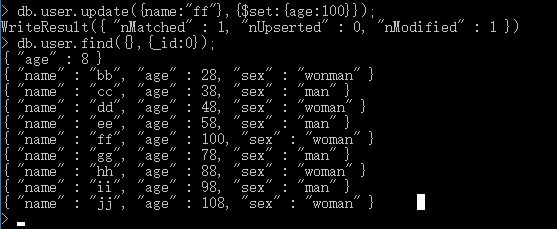 > db.user.update({name:"ff"}, {$set:{age:100}});
WriteResult({ "nMatched" : 1, "nUpserted" : 0, "nModified" : 1 })
> db.user.find({}, {_id:0});
{ "age" : 8 }
{ "name" : "bb", "age" : 28, "sex" : "wonman" }
{ "name" : "cc", "age" : 38, "sex" : "man" }
{ "name" : "dd", "age" : 48, "sex" : "woman" }
{ "name" : "ee", "age" : 58, "sex" : "man" }
{ "name" : "ff", "age" : 100, "sex" : "woman" }
{ "name" : "gg", "age" : 78, "sex" : "man" }
{ "name" : "hh", "age" : 88, "sex" : "woman" }
{ "name" : "ii", "age" : 98, "sex" : "man" }
{ "name" : "jj", "age" : 108, "sex" : "woman" }
>